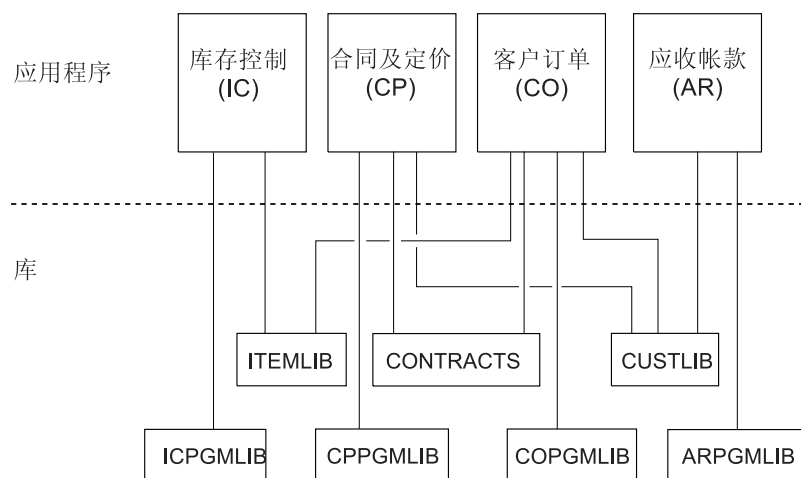 应用程序
库存控制
(IC)
合同及定价
(CP)
客户订单
(CO)
应收帐款
(AR)
库
ITEMLIB
CONTRACTS
CUSTLIB
ICPGMLIB
CPPGMLIB
COPGMLIB
ARPGMLIB